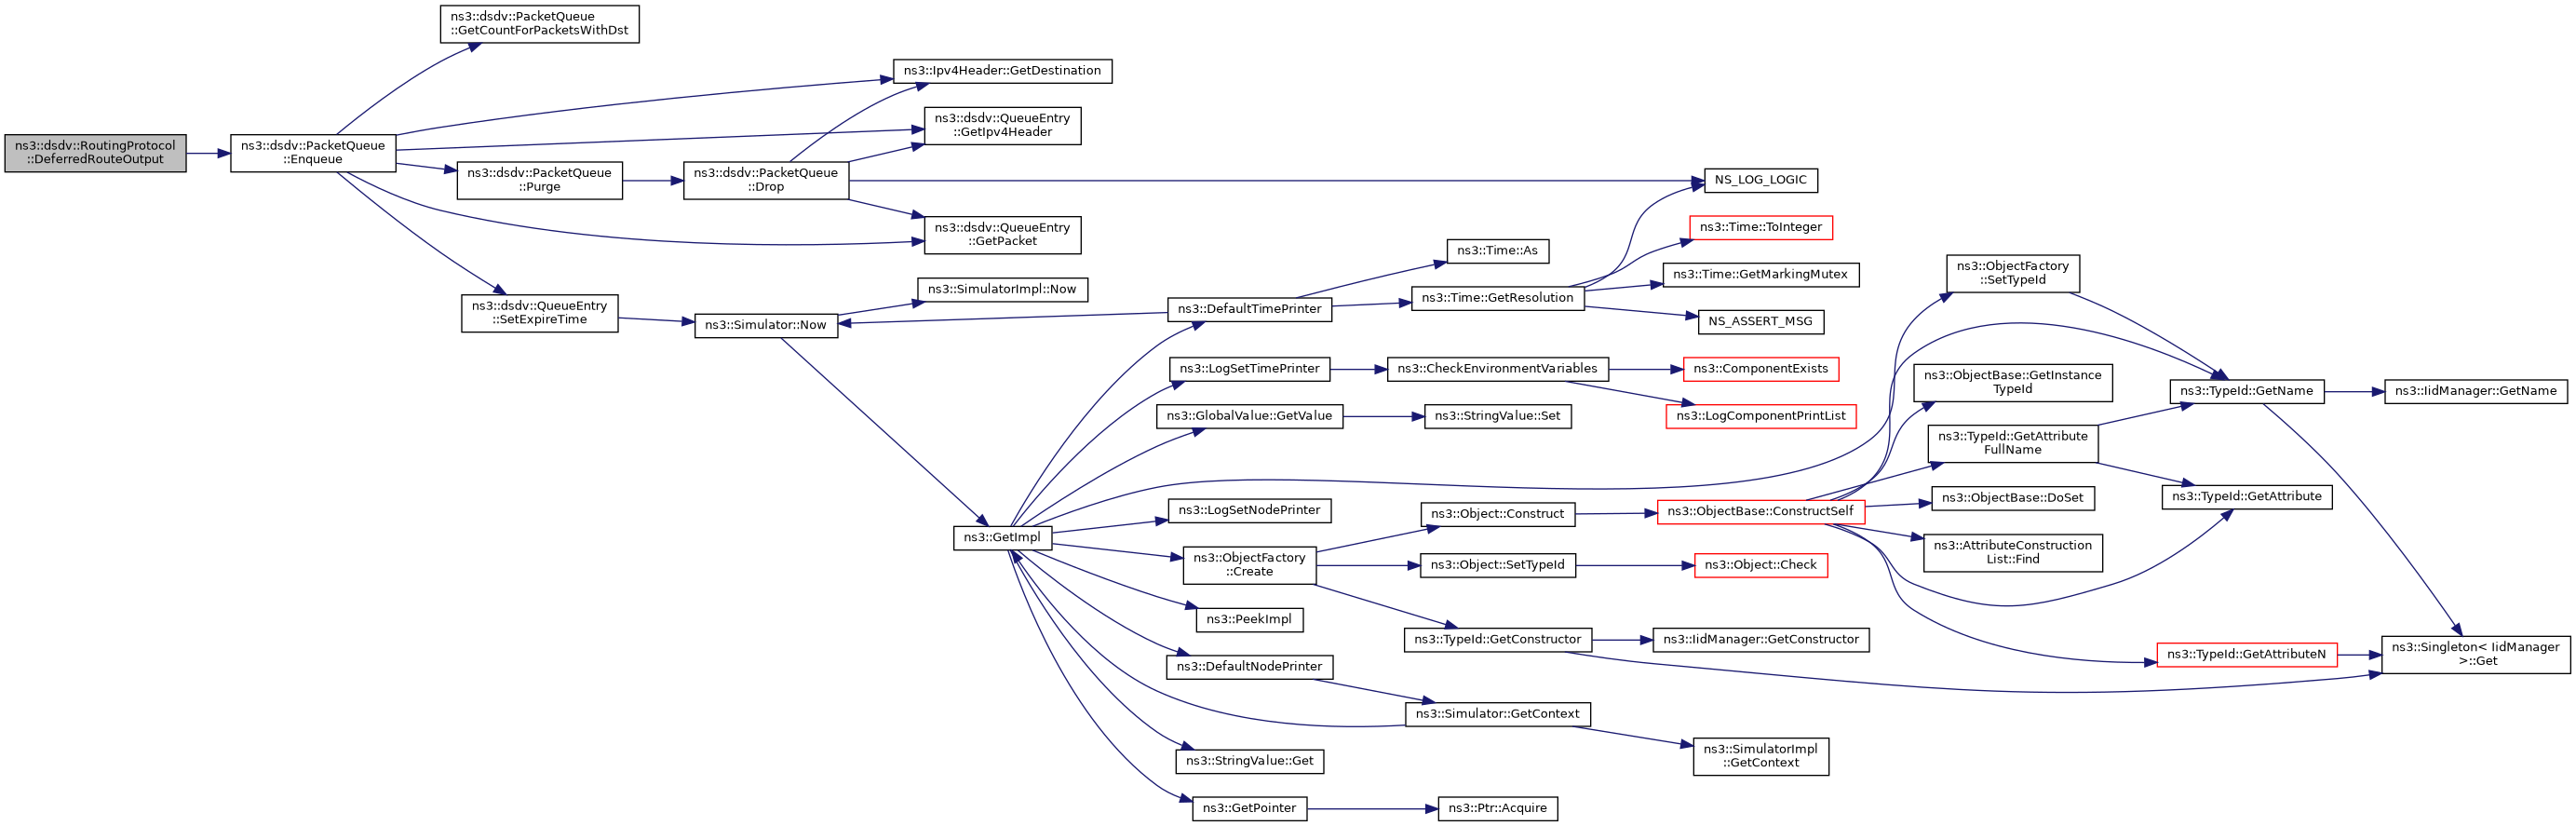 ns3::dsdv::RoutingProtocol
::DeferredRouteOutput
ns3::dsdv::PacketQueue
::Enqueue
ns3::dsdv::PacketQueue
::GetCountForPacketsWithDst
ns3::Ipv4Header::GetDestination
ns3::dsdv::QueueEntry
::GetIpv4Header
ns3::dsdv::PacketQueue
::Purge
ns3::dsdv::PacketQueue
::Drop
ns3::dsdv::QueueEntry
::GetPacket
ns3::dsdv::QueueEntry
::SetExpireTime
NS_LOG_LOGIC
ns3::Simulator::Now
ns3::SimulatorImpl::Now
ns3::GetImpl
ns3::DefaultTimePrinter
ns3::Time::As
ns3::Time::GetResolution
ns3::Time::ToInteger
ns3::Time::GetMarkingMutex
NS_ASSERT_MSG
ns3::LogSetTimePrinter
ns3::CheckEnvironmentVariables
ns3::ComponentExists
ns3::LogComponentPrintList
ns3::GlobalValue::GetValue
ns3::StringValue::Set
ns3::LogSetNodePrinter
ns3::ObjectFactory
::Create
ns3::Object::Construct
ns3::Object::SetTypeId
ns3::Object::Check
ns3::TypeId::GetConstructor
ns3::IidManager::GetConstructor
ns3::PeekImpl
ns3::DefaultNodePrinter
ns3::Simulator::GetContext
ns3::SimulatorImpl
::GetContext
ns3::StringValue::Get
ns3::GetPointer
ns3::Ptr::Acquire
ns3::ObjectBase::ConstructSelf
ns3::ObjectFactory
::SetTypeId
ns3::ObjectBase::GetInstance
TypeId
ns3::TypeId::GetAttribute
FullName
ns3::ObjectBase::DoSet
ns3::AttributeConstruction
List::Find
ns3::TypeId::GetName
ns3::IidManager::GetName
ns3::TypeId::GetAttribute
ns3::TypeId::GetAttributeN
ns3::Singleton< IidManager
>::Get